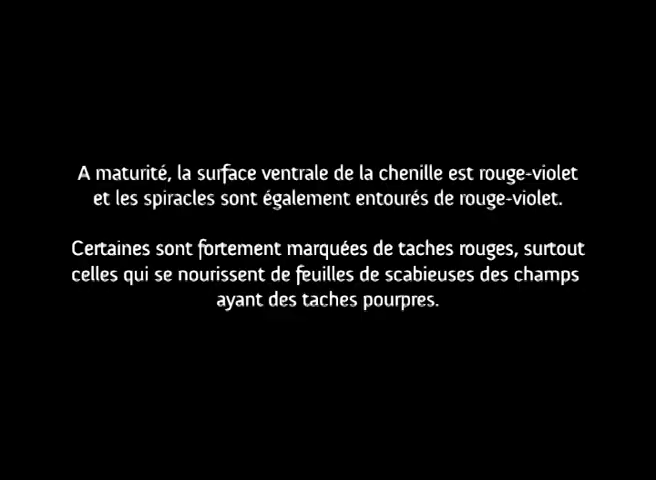 A maturité, la surface ventrale de la chenille est rouge-violet
et les spiracles sont également entourés de rouge-violet.
Certaines sont fortement marquées de taches rouges, surtout
celles qui se nourissent de feuilles de scabieuses des champs
ayant des taches pourpres.